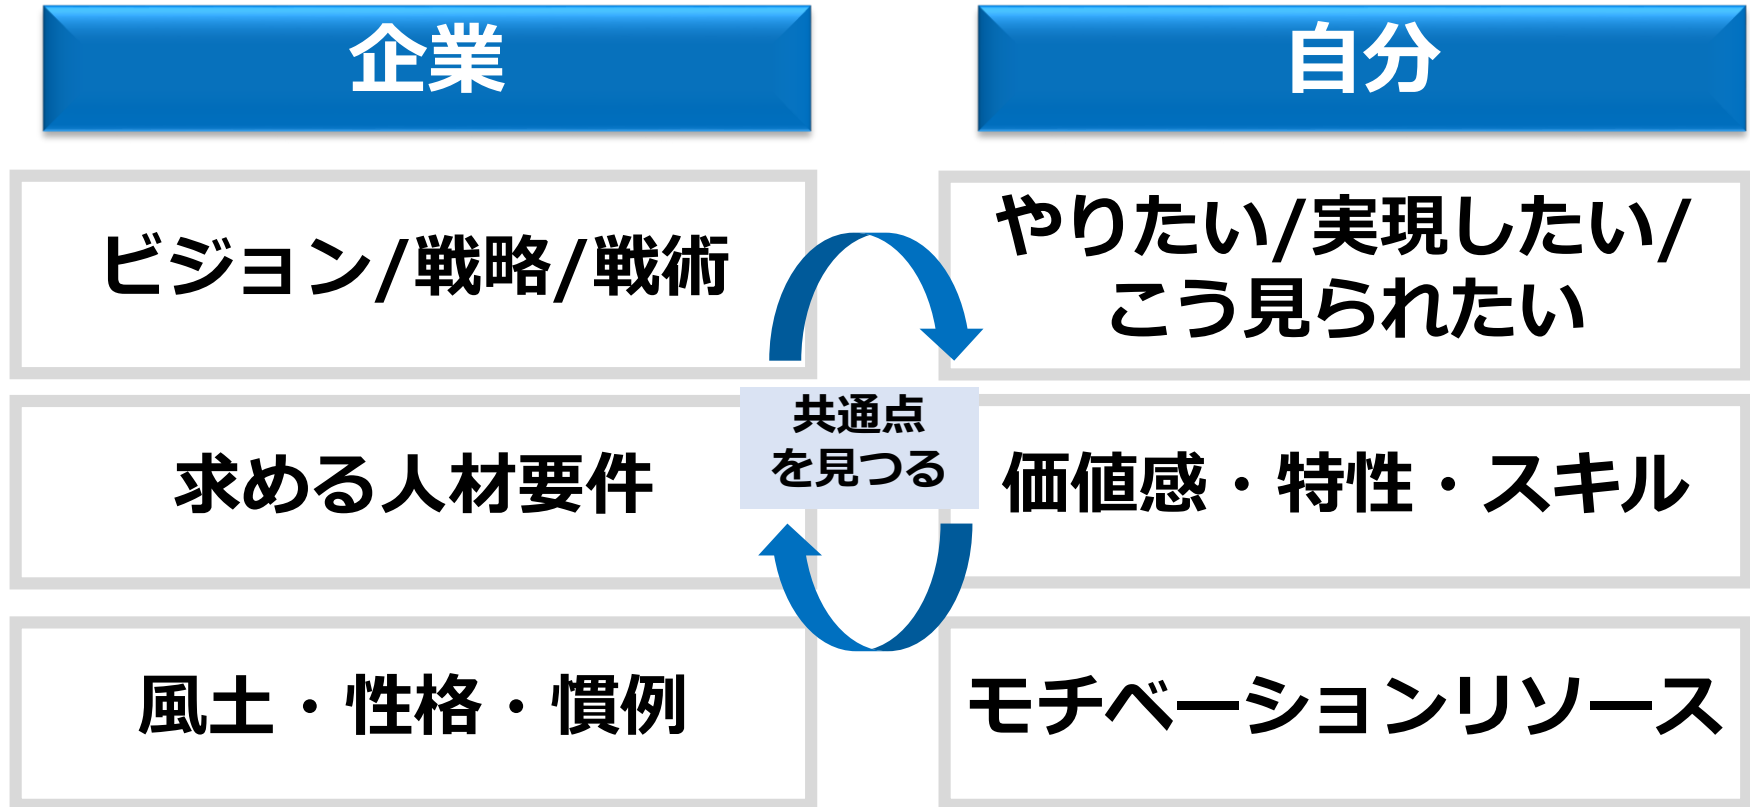 企業
自分
ビジョン/戦略/戦術
やりたい/実現したい/
こう見られたい
共通点
を見つる
求める人材要件
価値感・特性・スキル
風土・性格・慣例
モチベーションリソース